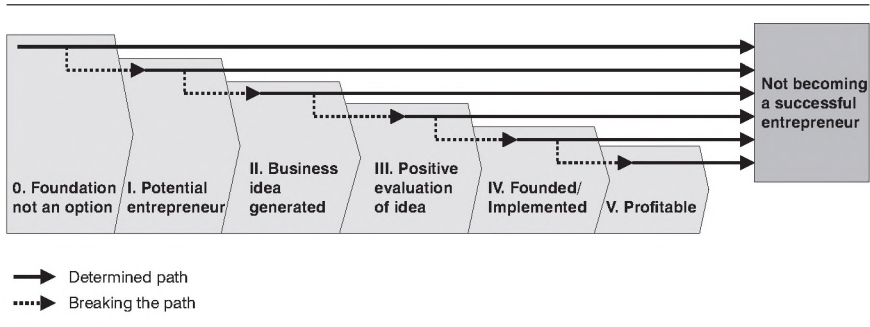 Not becoming
a successful
entrepreneur
0. Foundation
not an option
I. Potential
entrepreneur
II. Business
idea
generated
III. Positive
evaluation
of idea
IV. Founded/
Implemented
V. Profitable
Determined path
Breaking the path